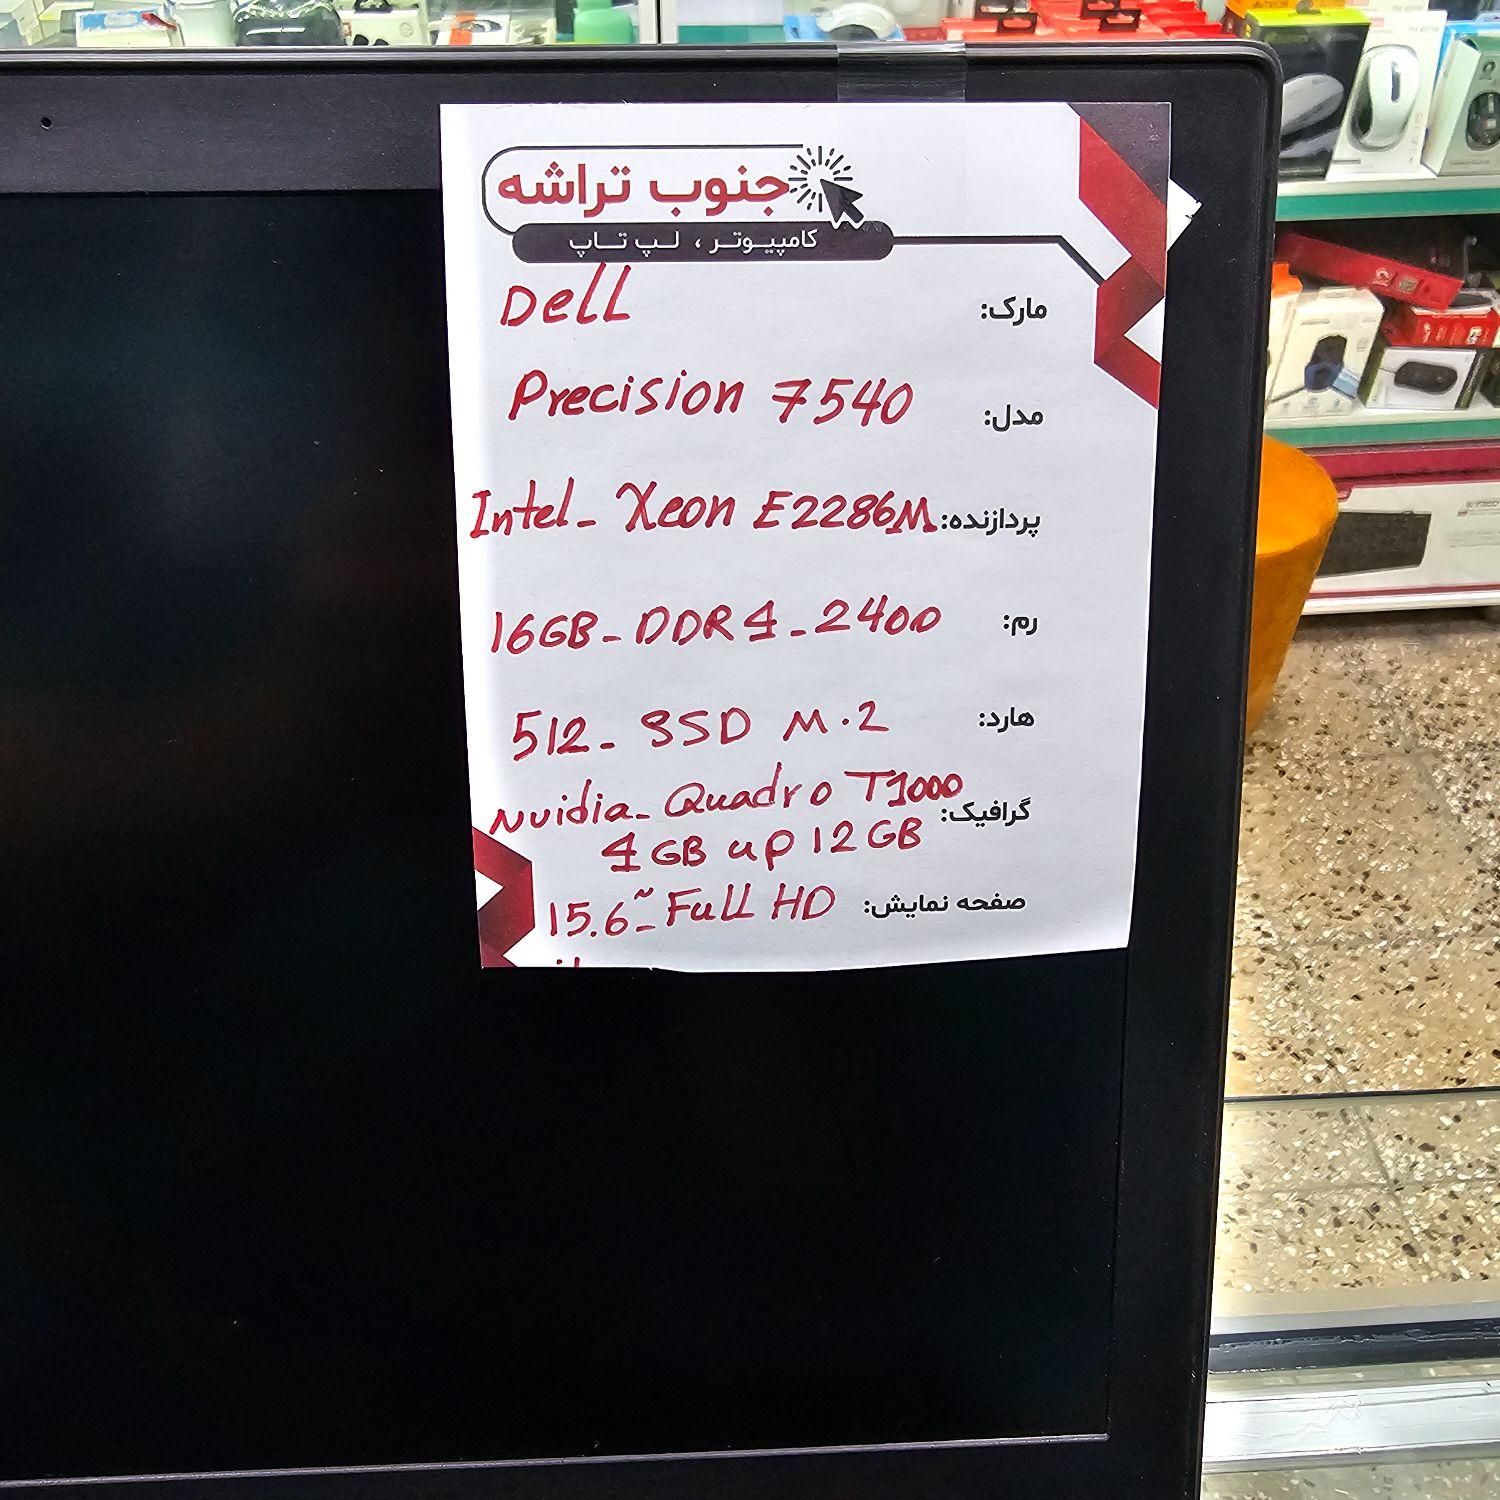 جنوب تراشه
کامپیوتر ، لپ تاپ
مارک: Dell
مدل: Precision 7540
پردازنده: Intel_ Xeon E2286M
رم: 16GB_DDR4_2400
هارد: 512_ SSD M.2
گرافیک: Nvidia_ Quadro T1000
4GB up 12GB
صفحه نمایش: 15.6"_Full HD